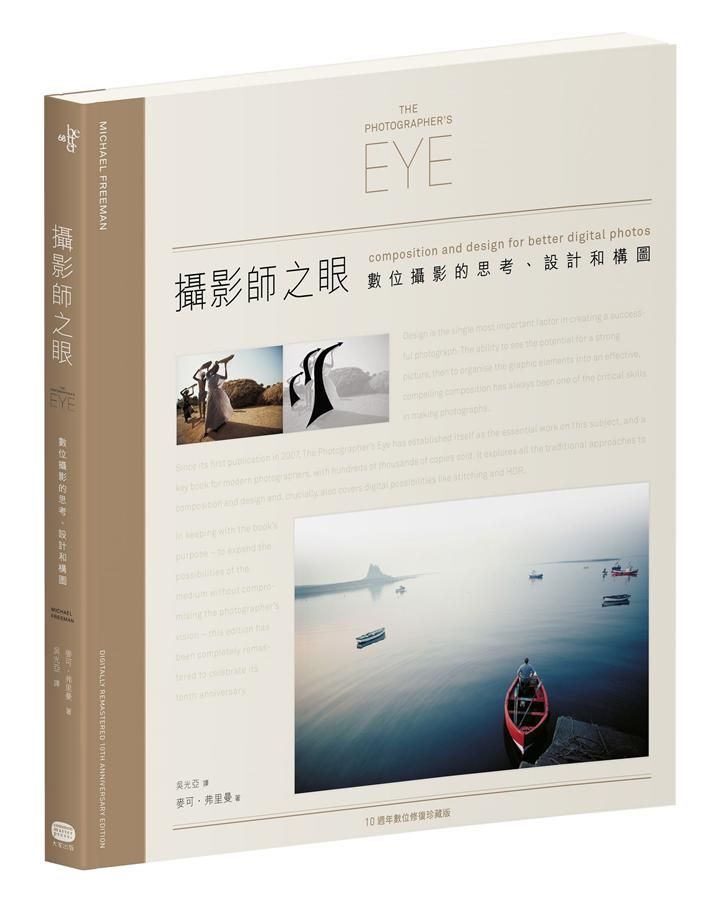 THE
PHOTOGRAPHER'S
EYE
composition and design for better digital photos
攝影師之眼
數位攝影的思考、設計和構圖
Design is the single most important factor in creating a success-
ful photograph. The ability to see the potential for a strong
picture, then to organise the graphic elements into an effective,
compelling composition has always been one of the critical skills
in making photographs.
Since its first publication in 2007, The Photographer's Eye has established itself as the essential work on this subject, and a
key book for modern photographers, with hundreds of thousands of copies sold. It explores all the traditional approaches to
composition and design and, crucially, also covers digital possibilities like stitching and HDR.
In keeping with the book's
purpose – to expand the
possibilities of the
medium without compro-
mising the photographer's
vision – this edition has
been completely remas-
tered to celebrate its
tenth anniversary.
吳光亞 譯
麥可·弗里曼 著
10週年數位修復珍藏版
MICHAEL FREEMAN
DIGITALLY REMASTERED 10TH ANNIVERSARY EDITION
better
68
攝影師之眼
THE
PHOTOGRAPHER'S
EYE
數位攝影的思考、設計和構圖
MICHAEL
FREEMAN
麥可·弗里曼 著
吳光亞 譯
大家出版